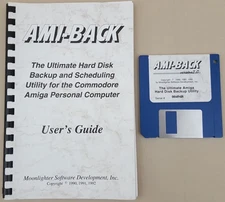 AMI-BACK
The Ultimate Hard Disk
Backup and Scheduling
Utility for the Commodore
Amiga Personal Computer
User's Guide
Moonlighter Software Development, Inc.
Copyright © 1990, 1991, 1992
AMI-BACK
The Ultimate Amiga
Hard Disk Backup Utility